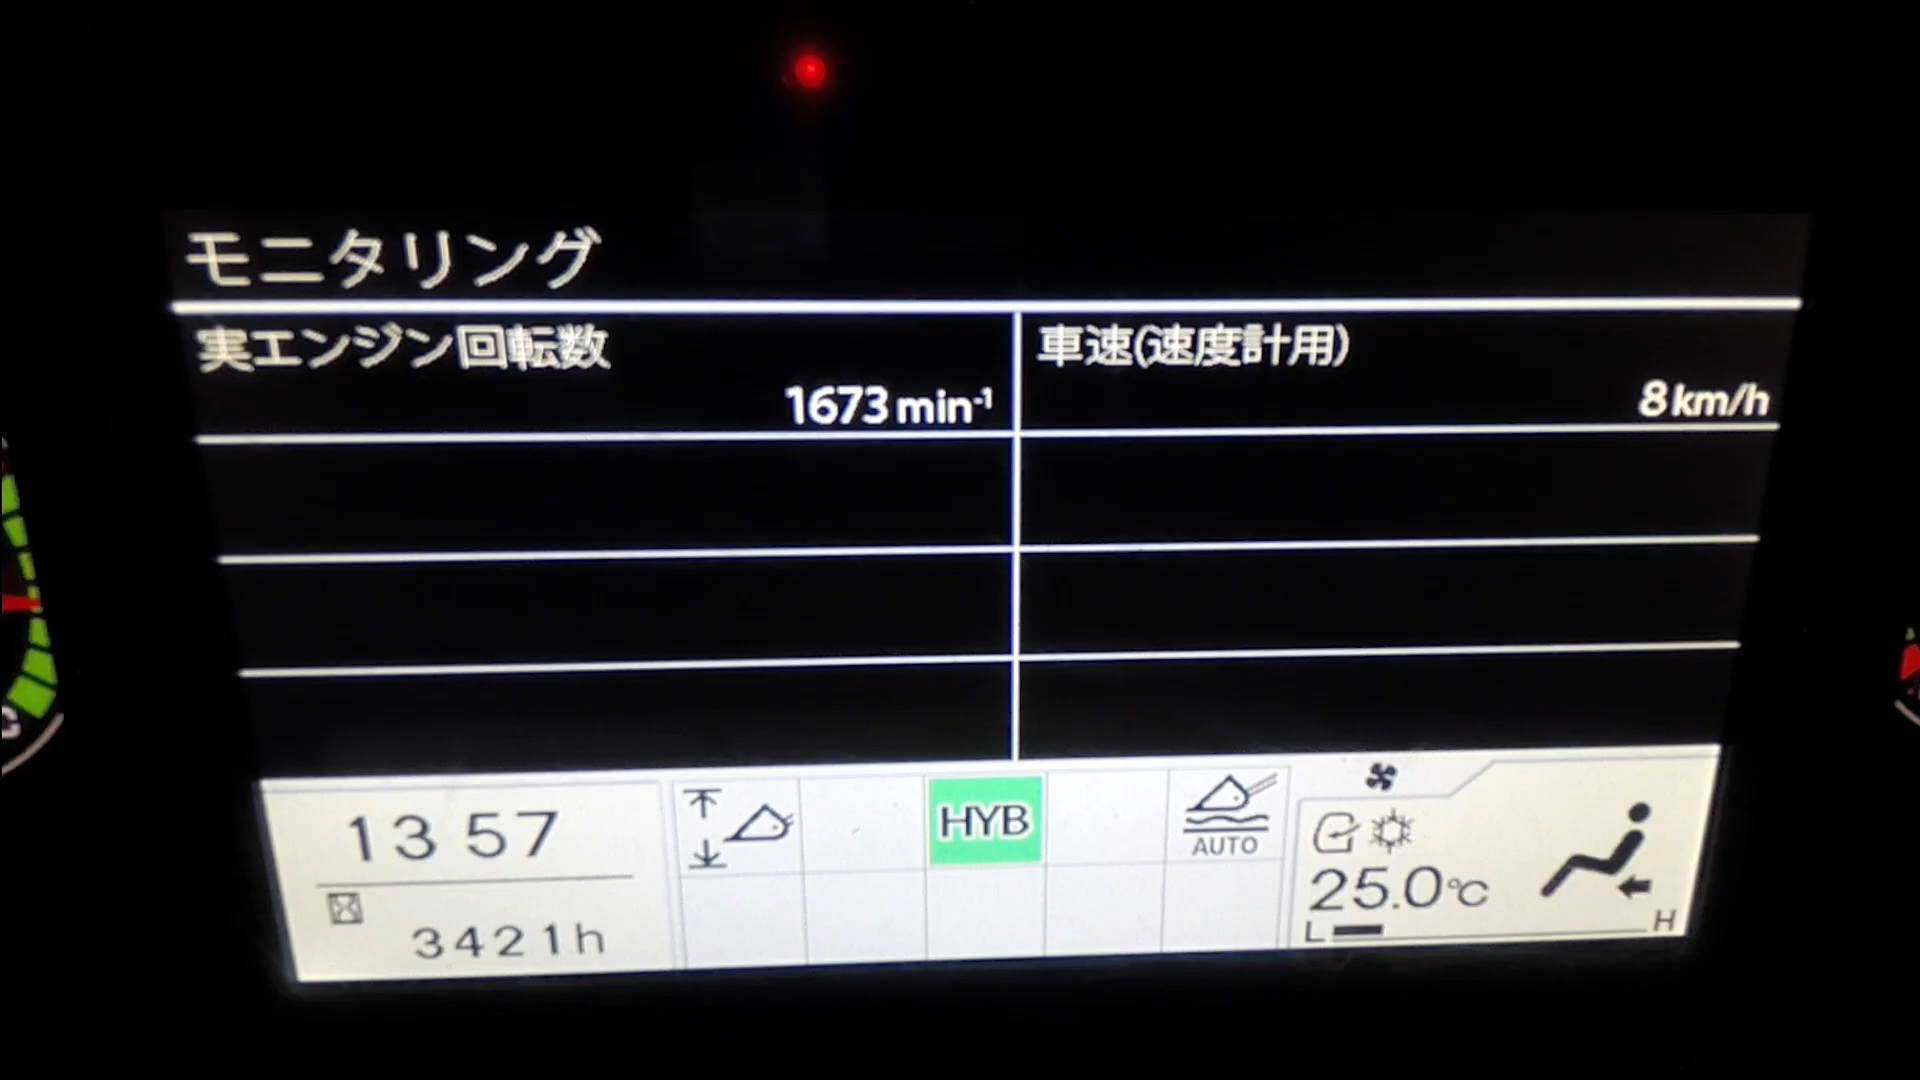 モニタリング
実エンジン回転数
1673 min-1
車速(速度計用)
8 km/h
13 57
3421h
HYB
AUTO
25.0℃
L
H
C